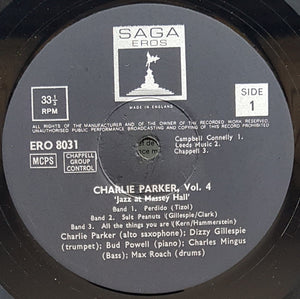 SAGA
EROS
MADE IN ENGLAND
33⅓
RPM
SIDE
1
ALL RIGHTS OF THE MANUFACTURER AND OF THE OWNER OF THE RECORDED WORK RESERVED
UNAUTHORISED PUBLIC PERFORMANCE BROADCASTING AND COPYING OF THIS RECORD PROHIBITED
ERO 8031
MCPS
CHAPPELL
GROUP
CONTROL
Campbell Connelly 1.
Leeds Music 2.
Chappell 3.
CHARLIE PARKER, Vol. 4
'Jazz at Massey Hall'
Band 1. Perdido (Tizol)
Band 2. Salt Peanuts (Gillespie/Clark)
Band 3. All the things you are (Kern/Hammerstein)
Charlie Parker (alto saxophone); Dizzy Gillespie
(trumpet); Bud Powell (piano); Charles Mingus
(Bass); Max Roach (drums)